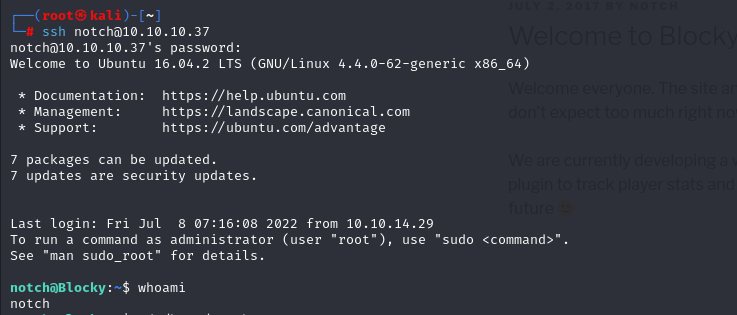 ┌──(root㉿kali)-[~]
└─# ssh notch@10.10.10.37
notch@10.10.10.37's password:
Welcome to Ubuntu 16.04.2 LTS (GNU/Linux 4.4.0-62-generic x86_64)
* Documentation:  https://help.ubuntu.com
* Management:     https://landscape.canonical.com
* Support:        https://ubuntu.com/advantage
7 packages can be updated.
7 updates are security updates.
Last login: Fri Jul  8 07:16:08 2022 from 10.10.14.29
To run a command as administrator (user "root"), use "sudo <command>".
See "man sudo_root" for details.
notch@Blocky:~$ whoami
notch
JULY 2, 2017 BY NOTCH
Welcome to Blocky
Welcome everyone. The site an
don't expect too much right no
We are currently developing a
plugin to track player stats and
future